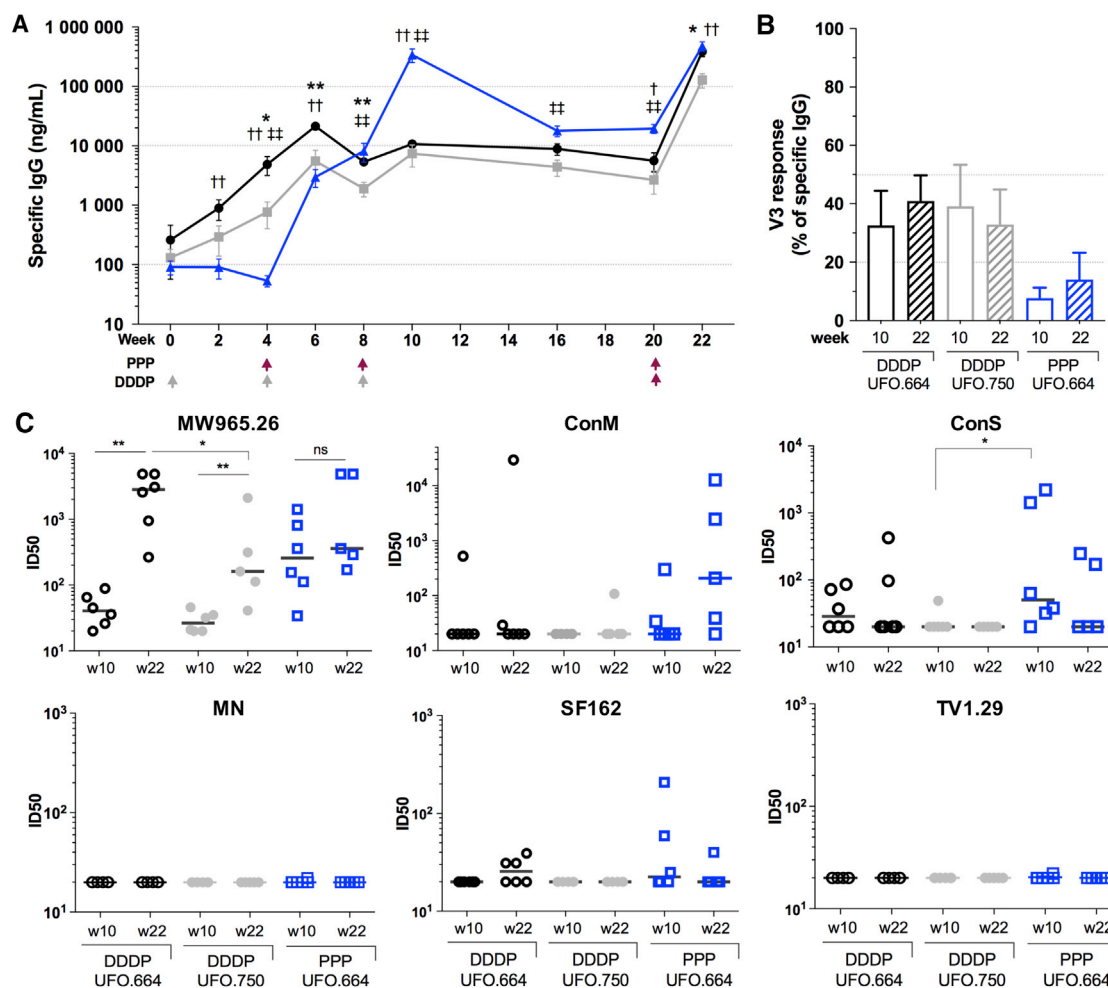 A
Specific IgG (ng/mL)
1 000 000
100 000
10 000
1 000
100
10
††
*
†† ‡‡
**
††
**
‡‡
†† ‡‡
‡‡
†
‡‡
* ††
Week
0 2 4 6 8 10 12 14 16 18 20 22
PPP
DDDP
B
V3 response
(% of specific IgG)
100
80
60
40
20
0
week 10 22 10 22 10 22
DDDP UFO.664
DDDP UFO.750
PPP UFO.664
C
MW965.26
ID50
10⁴
10³
10²
10¹
** * ** ns
w10 w22 w10 w22 w10 w22
ConM
ID50
10⁴
10³
10²
10¹
w10 w22 w10 w22 w10 w22
ConS
ID50
10⁴
10³
10²
10¹
*
w10 w22 w10 w22 w10 w22
MN
ID50
10³
10²
10¹
w10 w22 w10 w22 w10 w22
DDDP DDDP PPP
UFO.664 UFO.750 UFO.664
SF162
ID50
10³
10²
10¹
w10 w22 w10 w22 w10 w22
DDDP DDDP PPP
UFO.664 UFO.750 UFO.664
TV1.29
ID50
10³
10²
10¹
w10 w22 w10 w22 w10 w22
DDDP DDDP PPP
UFO.664 UFO.750 UFO.664